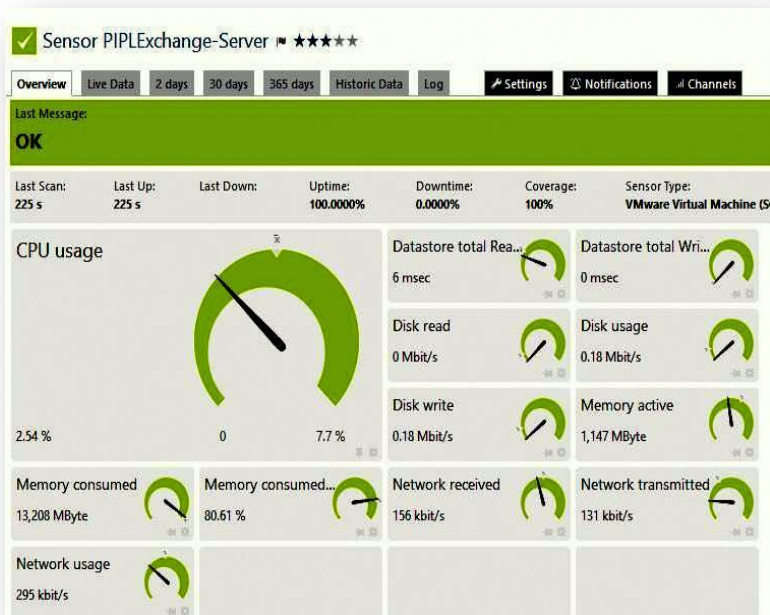 Sensor PIPLExchange-Server
Overview Live Data 2 days 30 days 365 days Historic Data Log Settings Notifications Channels
Last Message:
OK
Last Scan: Last Up: Last Down: Uptime: Downtime: Coverage: Sensor Type:
225 s 225 s 100.0000% 0.0000% 100% VMware Virtual Machine (S
CPU usage
x
2.54 % 0 7.7 %
Datastore total Rea...
6 msec
Datastore total Wri...
0 msec
Disk read
0 Mbit/s
Disk usage
0.18 Mbit/s
Disk write
0.18 Mbit/s
Memory active
1,147 MByte
Memory consumed
13,208 MByte
Memory consumed...
80.61 %
Network received
156 kbit/s
Network transmitted
131 kbit/s
Network usage
295 kbit/s